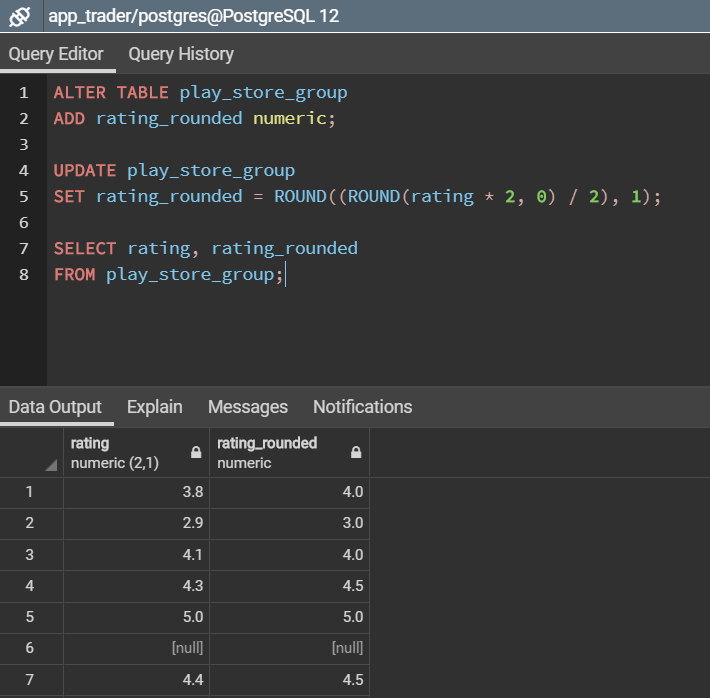 app_trader/postgres@PostgreSQL 12
Query Editor Query History
1 ALTER TABLE play_store_group
2 ADD rating_rounded numeric;
3
4 UPDATE play_store_group
5 SET rating_rounded = ROUND((ROUND(rating * 2, 0) / 2), 1);
6
7 SELECT rating, rating_rounded
8 FROM play_store_group;
Data Output Explain Messages Notifications
rating rating_rounded
numeric (2,1) numeric
1 3.8 4.0
2 2.9 3.0
3 4.1 4.0
4 4.3 4.5
5 5.0 5.0
6 [null] [null]
7 4.4 4.5